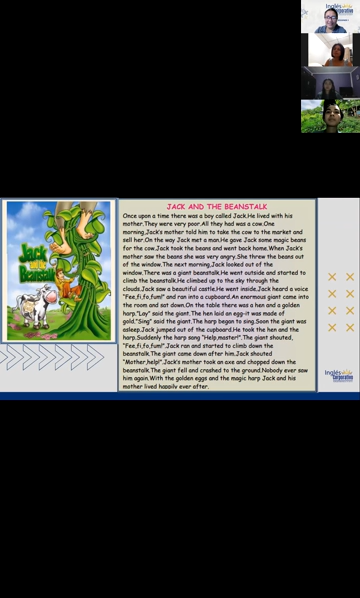 Inglés
Corporativo
Jack
Beanstalk
JACK AND THE BEANSTALK
Once upon a time there was a boy called Jack.He lived with his
mother.They were very poor.All they had was a cow.One
morning,Jack's mother told him to take the cow to the market and
sell her.On the way Jack met a man.He gave Jack some magic beans
for the cow.Jack took the beans and went back home.When Jack's
mother saw the beans she was very angry.She threw the beans out
of the window.The next morning,Jack looked out of the
window.There was a giant beanstalk.He went outside and started to
climb the beanstalk.He climbed up to the sky through the
clouds.Jack saw a beautiful castle.He went inside.Jack heard a voice
"Fee,fi,fo,fum!" and ran into a cupboard.An enormous giant came into
the room and sat down.On the table there was a hen and a golden
harp."Lay" said the giant.The hen laid an egg-it was made of
gold."Sing" said the giant.The harp began to sing.Soon the giant was
asleep.Jack jumped out of the cupboard.He took the hen and the
harp.Suddenly the harp sang "Help,master!".The giant shouted,
"Fee,fi,fo,fum!".Jack ran and started to climb down the
beanstalk.The giant came down after him.Jack shouted
"Mother,help!".Jack's mother took an axe and chopped down the
beanstalk.The giant fell and crashed to the ground.Nobody ever saw
him again.With the golden eggs and the magic harp Jack and his
mother lived happily ever after.
Inglés
Corporativo